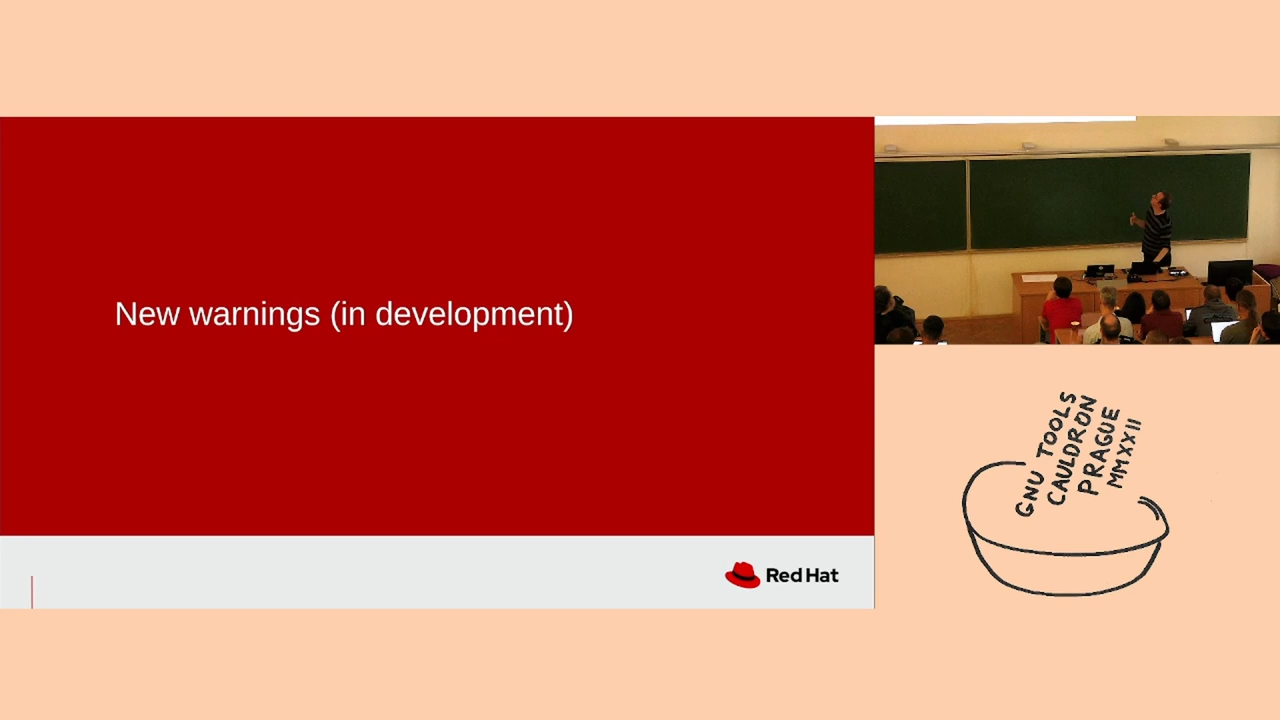 New warnings (in development)
Red Hat
GNU TOOLS
CAULDRON
PRAGUE
MMXXII